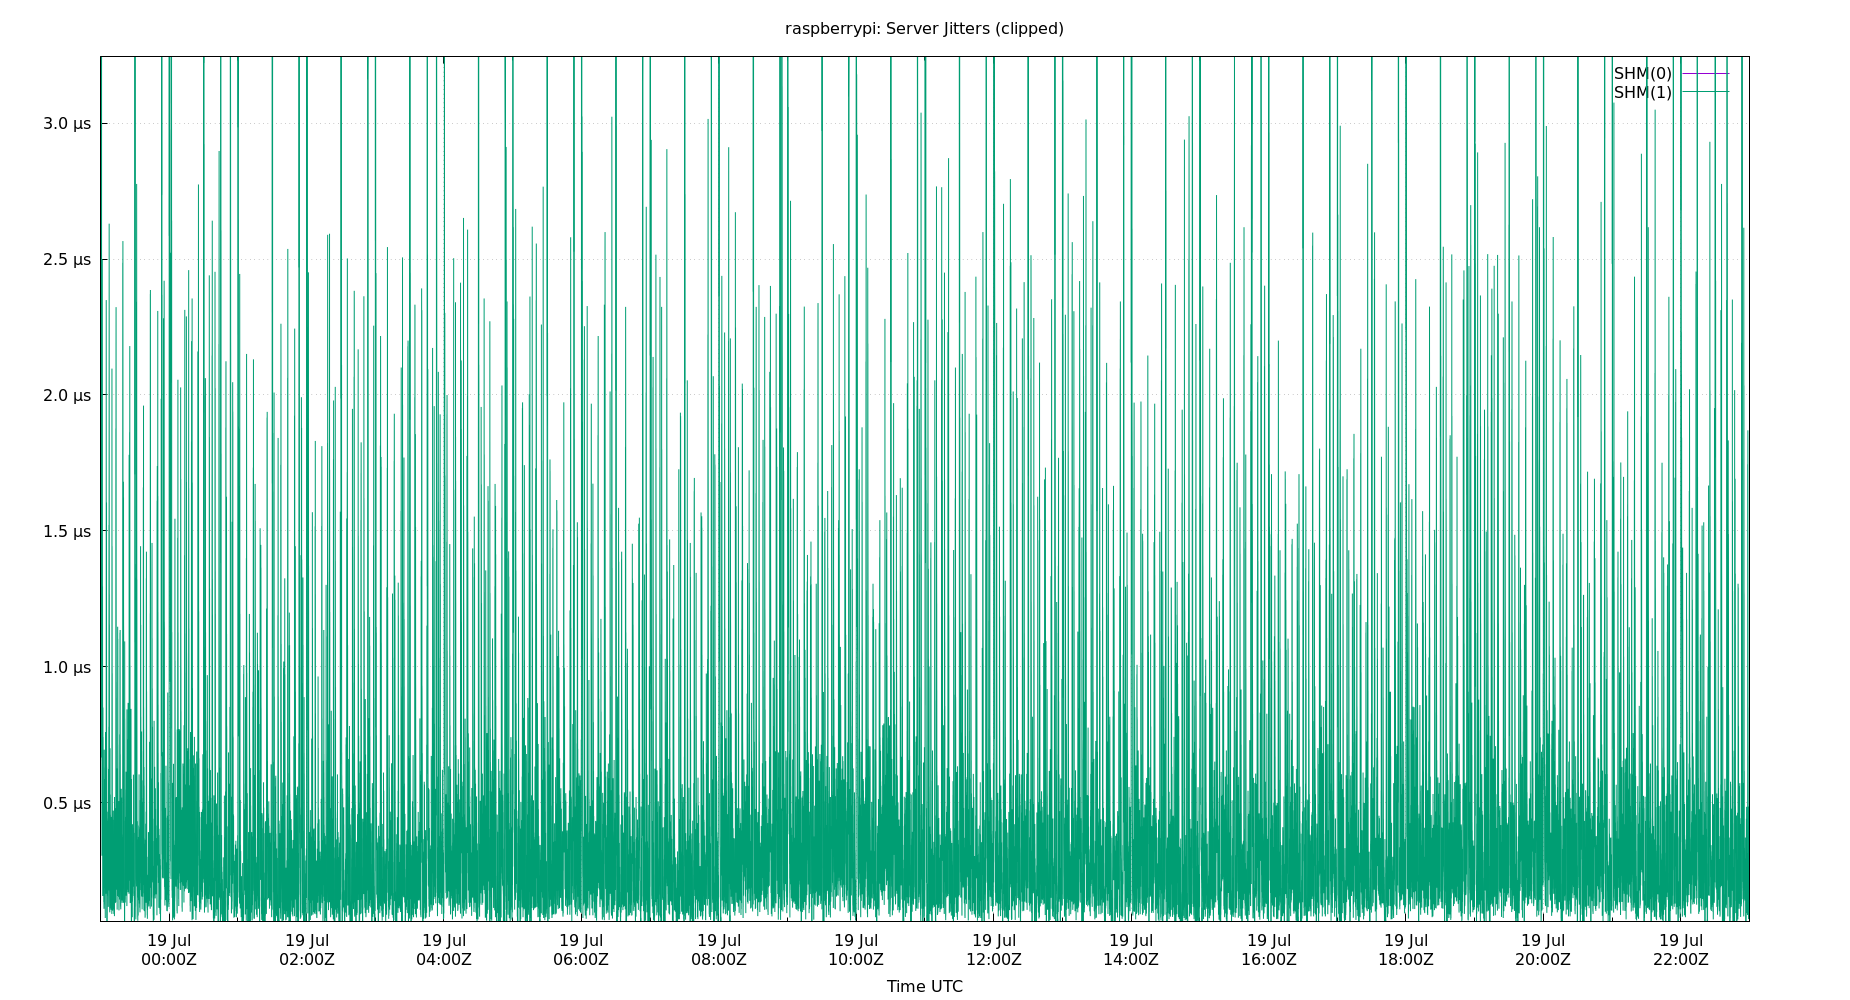 raspberrypi: Server Jitters (clipped)
SHM(0)
SHM(1)
3.0 µs
2.5 µs
2.0 µs
1.5 µs
1.0 µs
0.5 µs
19 Jul 19 Jul 19 Jul 19 Jul 19 Jul 19 Jul 19 Jul 19 Jul 19 Jul 19 Jul 19 Jul 19 Jul
00:00Z 02:00Z 04:00Z 06:00Z 08:00Z 10:00Z 12:00Z 14:00Z 16:00Z 18:00Z 20:00Z 22:00Z
Time UTC